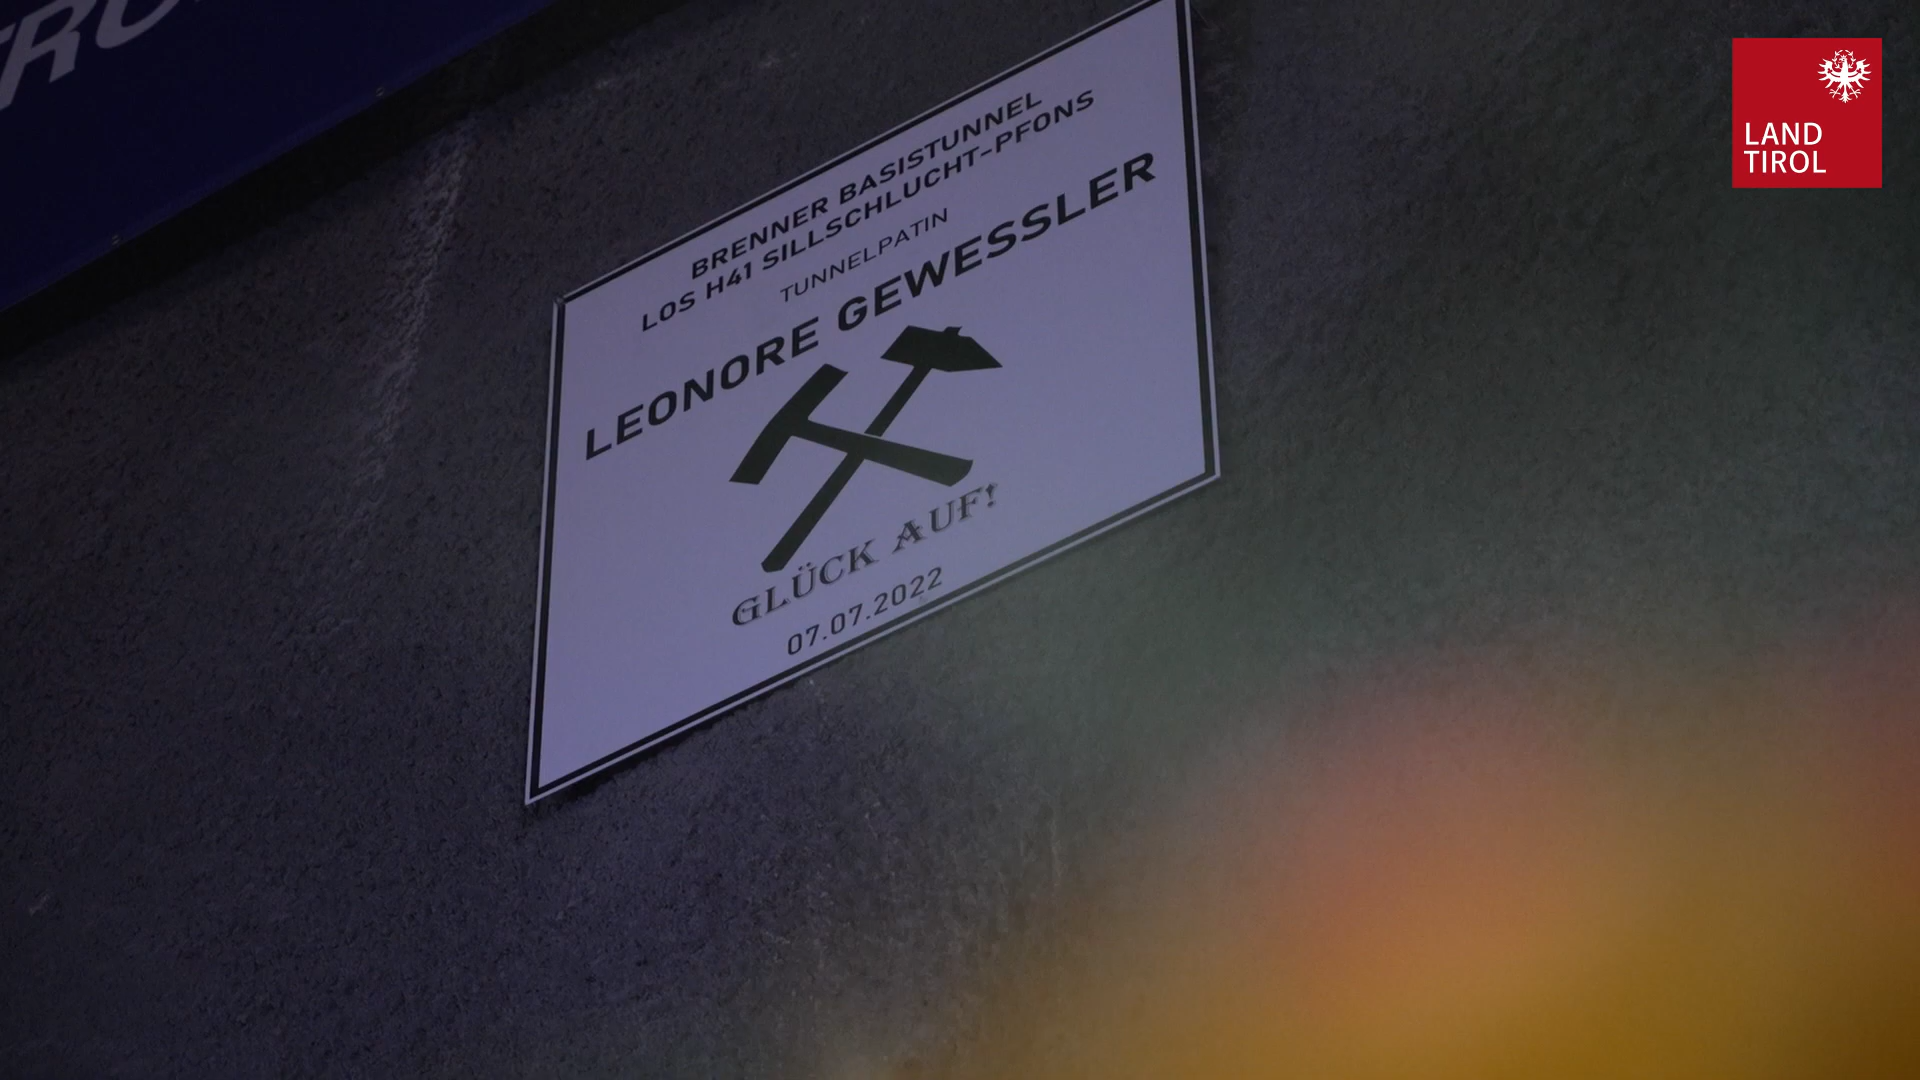 BRENNER BASISTUNNEL
LOS H41 SILLSCHLUCHT-PFONS
TUNNELPATIN
LEONORE GEWESSLER
GLÜCK AUF!
07.07.2022
LAND
TIROL